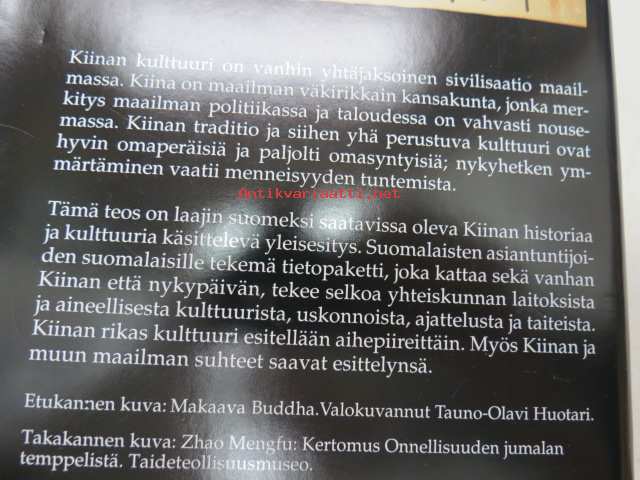 Kiinan kulttuuri on vanhin yhtäjaksoinen sivilisaatio maail-
massa. Kiina on maailman väkirikkain kansakunta, jonka mer-
kitys maailman politiikassa ja taloudessa on vahvasti nouse-
massa. Kiinan traditio ja siihen yhä perustuva kulttuuri ovat
hyvin omaperäisiä ja paljolti omasyntyisiä; nykyhetken ym-
märtäminen vaatii menneisyyden tuntemista.
Antikvariaatti.net
Tämä teos on laajin suomeksi saatavissa oleva Kiinan historiaa
ja kulttuuria käsittelevä yleisesitys. Suomalaisten asiantuntijoi-
den suomalaisille tekemä tietopaketti, joka kattaa sekä vanhan
Kiinan että nykypäivän, tekee selkoa yhteiskunnan laitoksista
ja aineellisesta kulttuurista, uskonnoista, ajattelusta ja taiteista.
Kiinan rikas kulttuuri esitellään aihepiireittäin. Myös Kiinan ja
muun maailman suhteet saavat esittelynsä.
Etukannen kuva: Makaava Buddha.Valokuvannut Tauno-Olavi Huotari.
Takakannen kuva: Zhao Mengfu: Kertomus Onnellisuuden jumalan
temppelistä. Taideteollisuusmuseo.